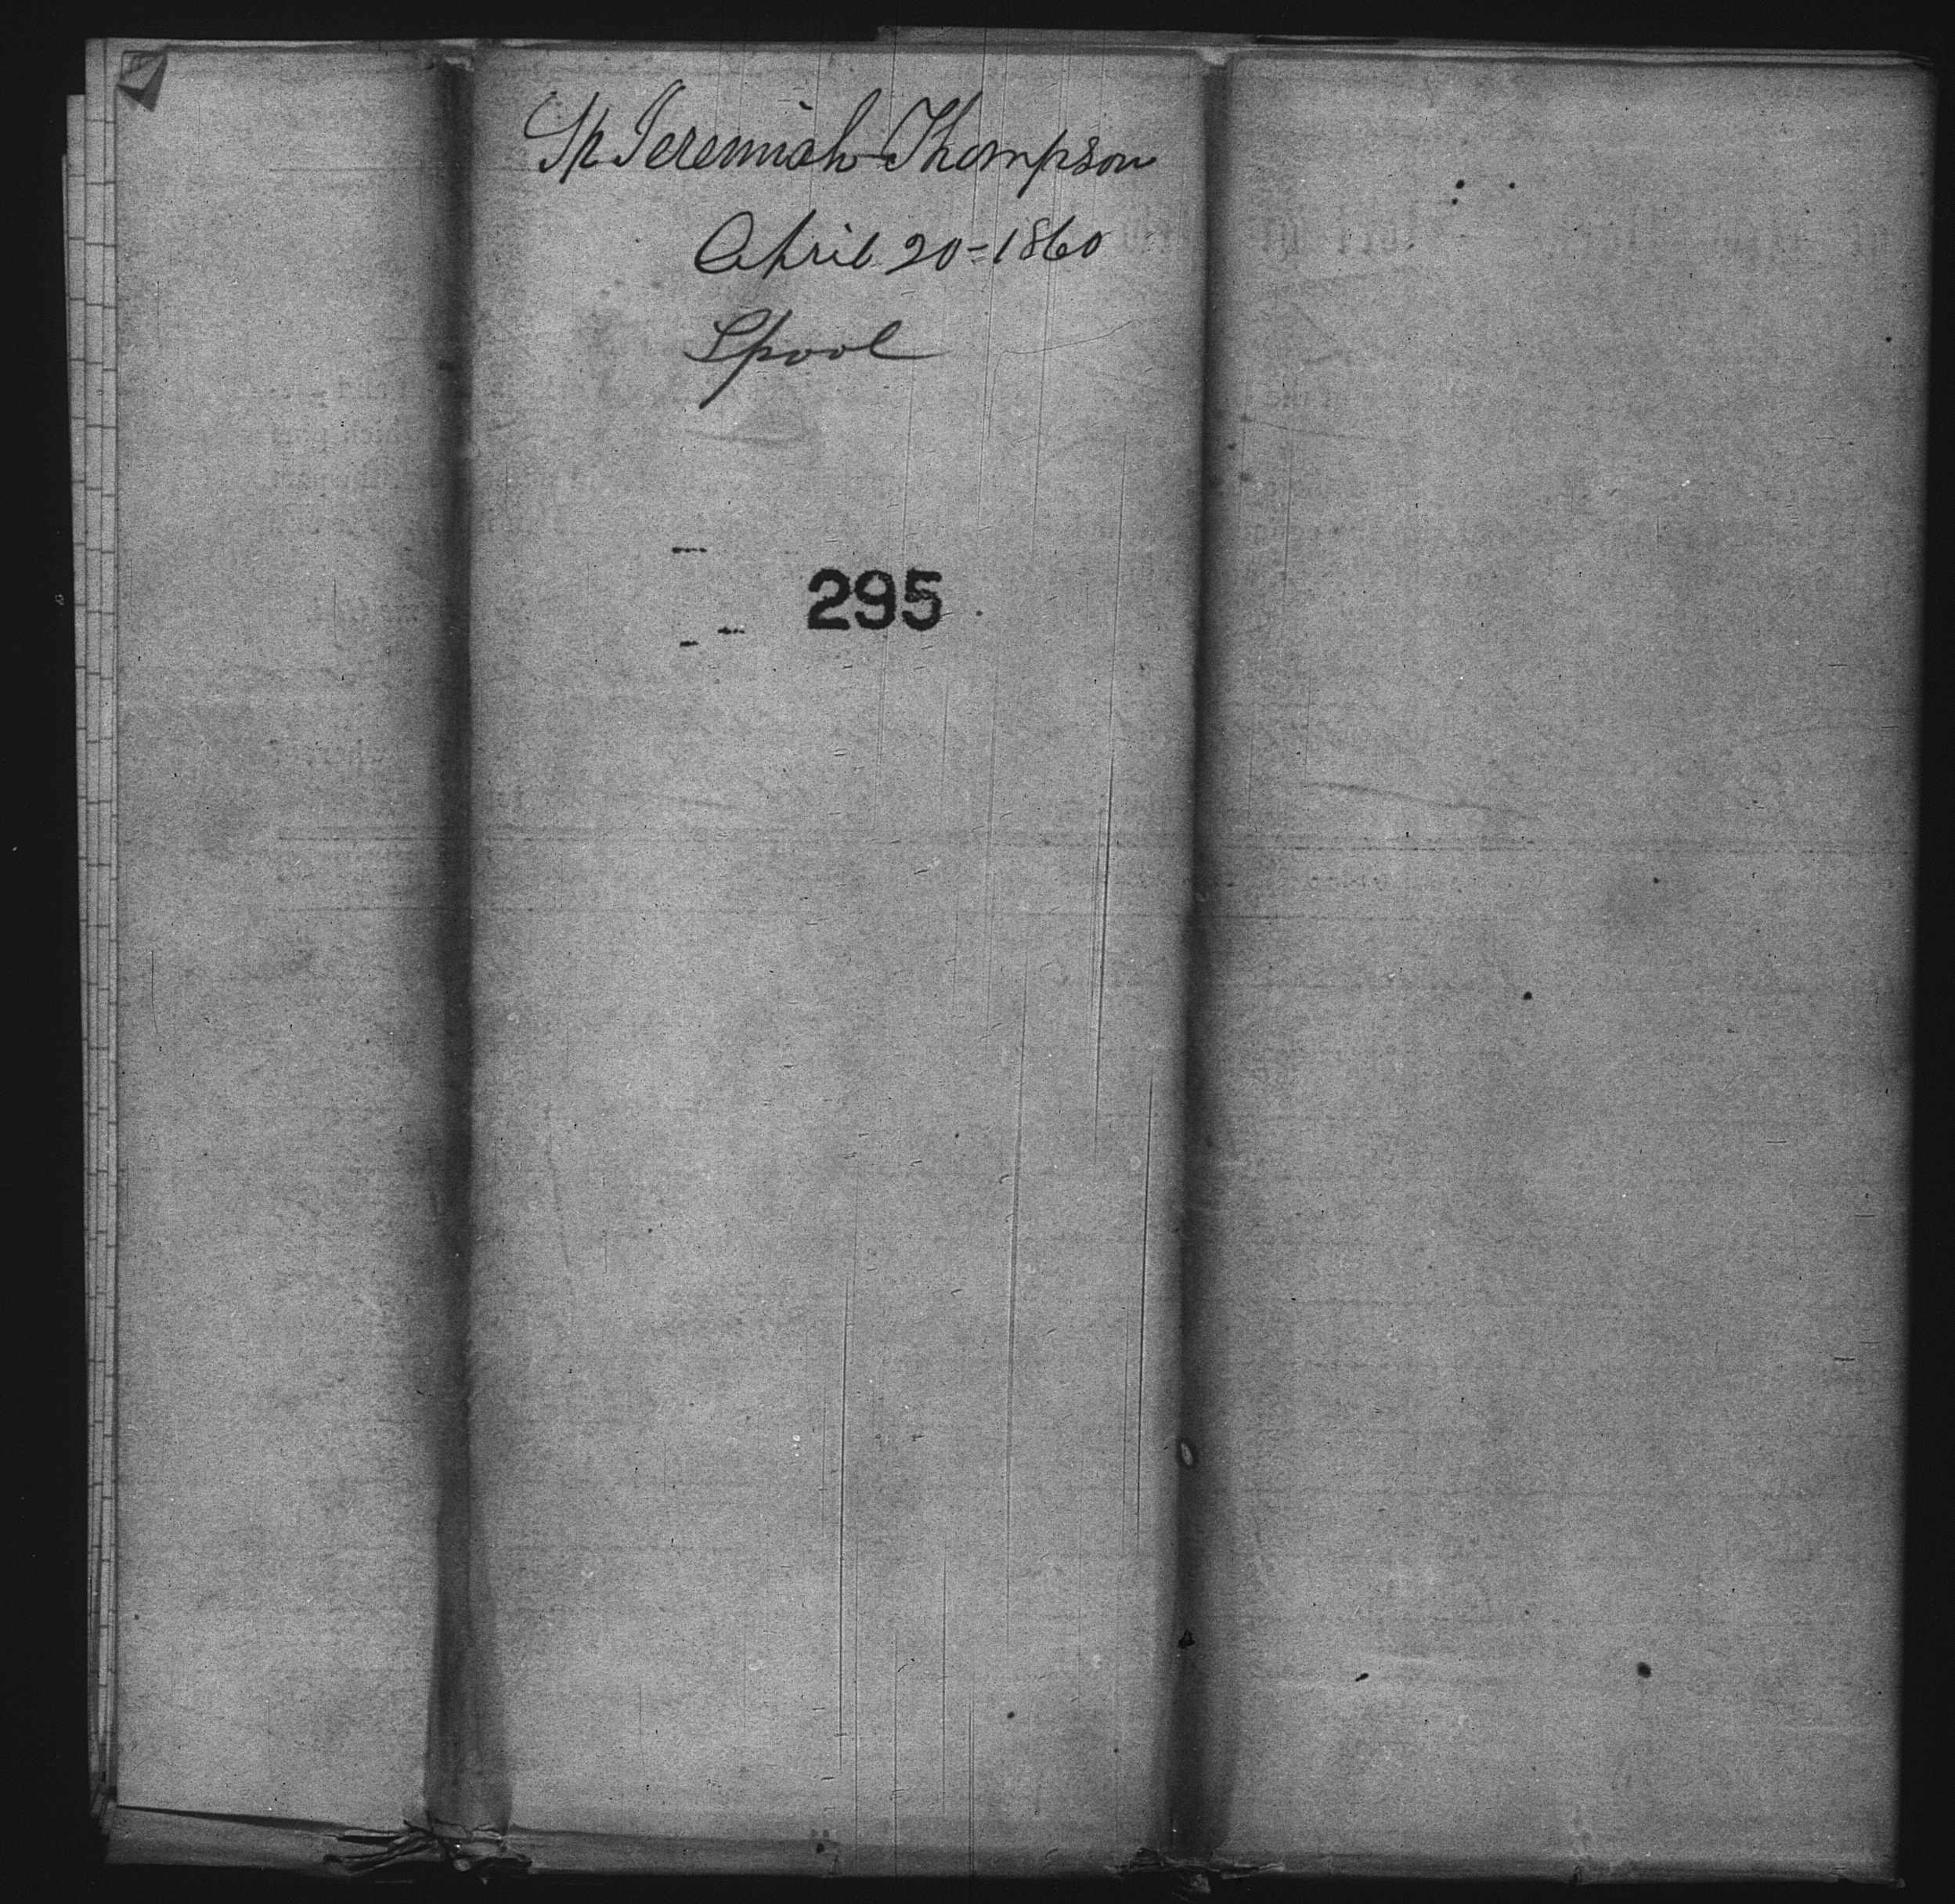 Sp Jeremiah Thompson
April 20=1860
Lpool
295